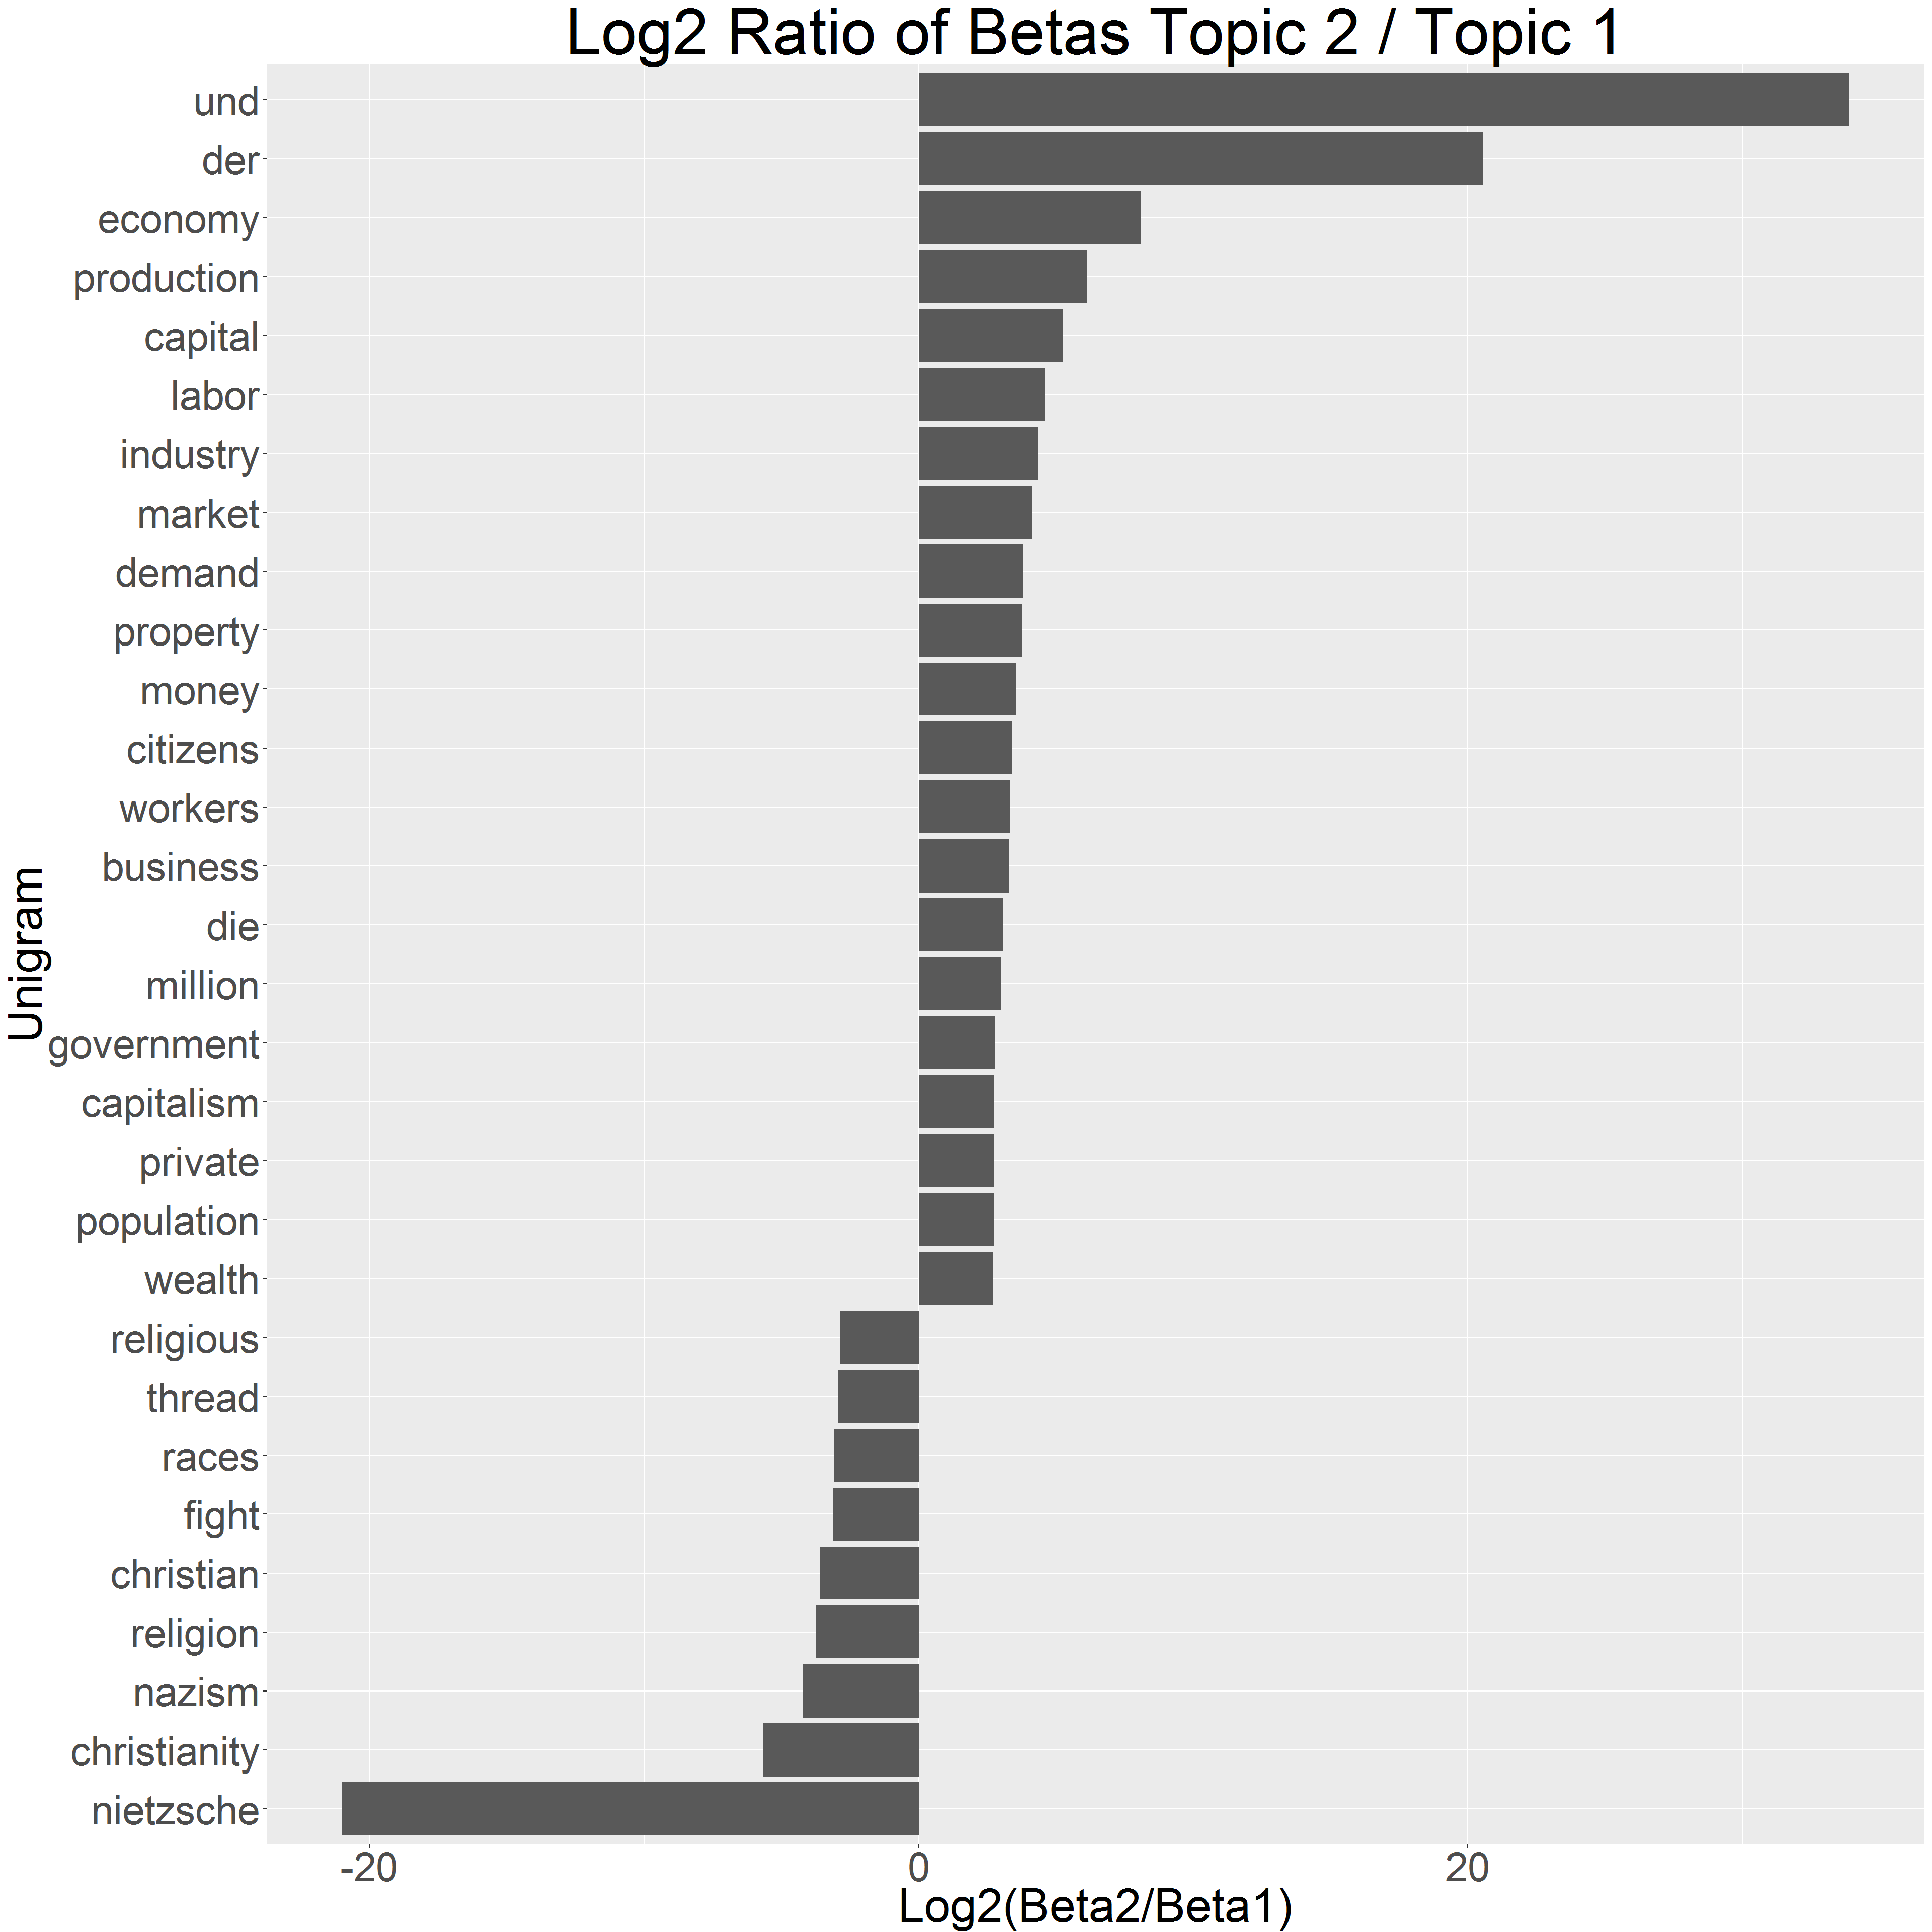 Log2 Ratio of Betas Topic 2 / Topic 1
und
der
economy
production
capital
labor
industry
market
demand
property
money
citizens
workers
business
die
million
government
capitalism
private
population
wealth
religious
thread
races
fight
christian
religion
nazism
christianity
nietzsche
Unigram
-20 0 20
Log2(Beta2/Beta1)